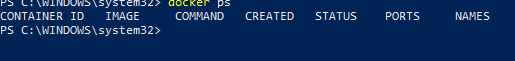 PS C:\WINDOWS\system32> docker ps
CONTAINER ID   IMAGE     COMMAND   CREATED   STATUS    PORTS     NAMES
PS C:\WINDOWS\system32>